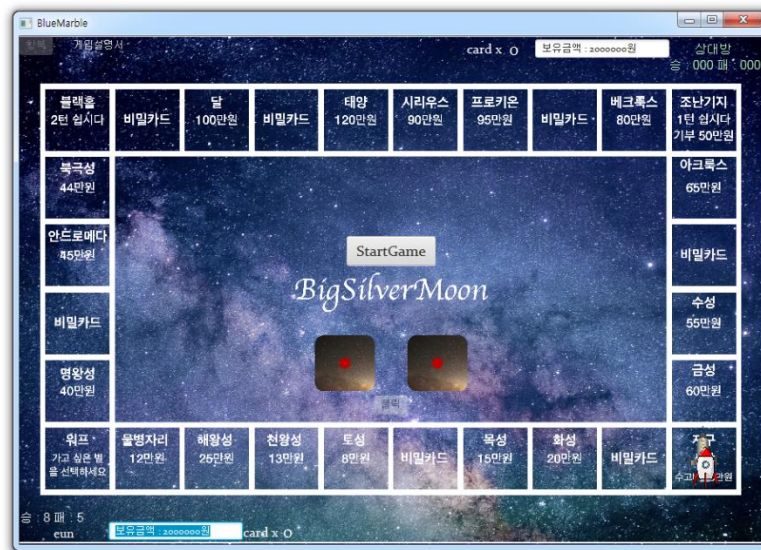 BlueMarble
항복
게임설명서
card x 0
보유금액 : 2000000원
상대방
승 : 000 패 : 000
블랙홀
2턴 쉽시다
비밀카드
달
100만원
비밀카드
태양
120만원
시리우스
90만원
프로키온
95만원
비밀카드
베크룩스
80만원
조난기지
1턴 쉽시다
기부 50만원
북극성
44만원
아크룩스
65만원
안드로메다
45만원
StartGame
비밀카드
BigSilverMoon
비밀카드
수성
55만원
명왕성
40만원
금성
60만원
클릭
워프
가고 싶은 별
을 선택하세요
물병자리
12만원
해왕성
25만원
천왕성
13만원
토성
8만원
비밀카드
목성
15만원
화성
20만원
비밀카드
승 : 8 패 : 5
eun
보유금액 : 2000000원
card x 0